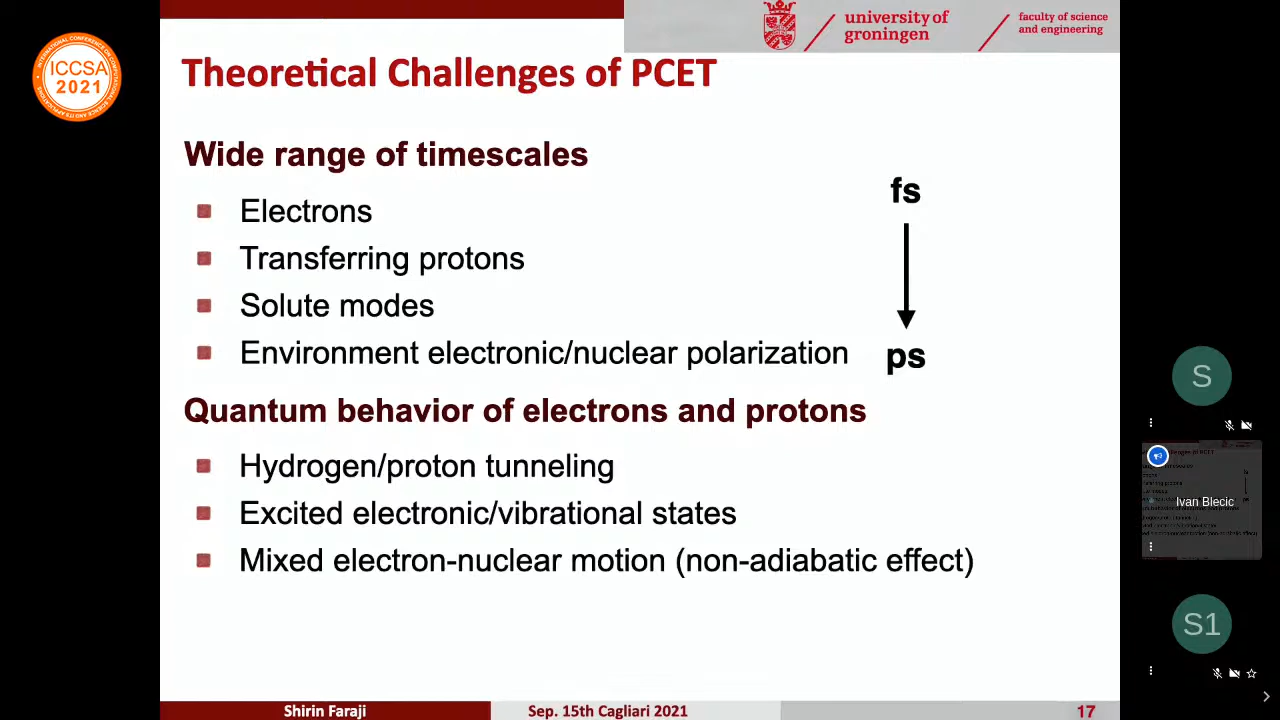 university of
groningen
faculty of science
and engineering
ICCSA
2021
Theoretical Challenges of PCET
Wide range of timescales
fs
Electrons
Transferring protons
Solute modes
Environment electronic/nuclear polarization
ps
Quantum behavior of electrons and protons
Hydrogen/proton tunneling
Excited electronic/vibrational states
Mixed electron-nuclear motion (non-adiabatic effect)
S
Ivan Blecic
S1
Shirin Faraji
Sep. 15th Cagliari 2021
17